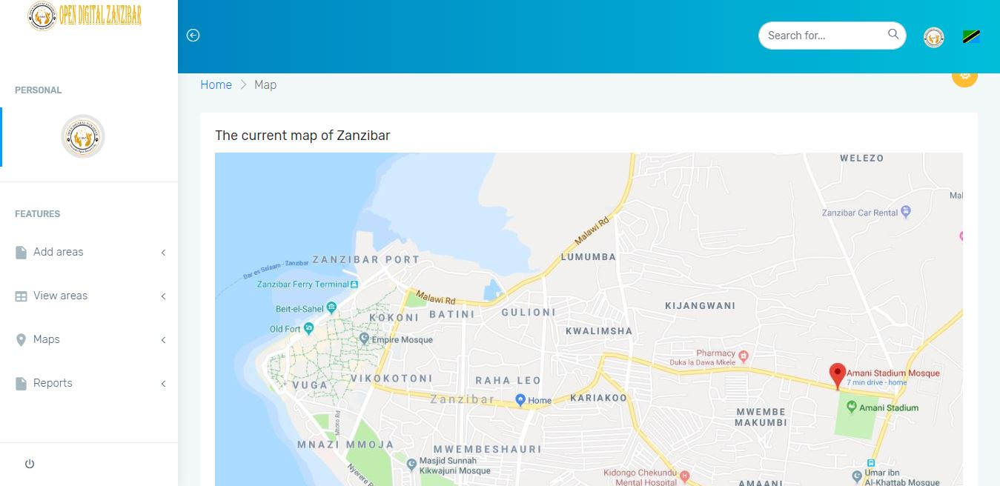 OPEN DIGITAL ZANZIBAR
Search for...
PERSONAL
FEATURES
Add areas
View areas
Maps
Reports
Home > Map
The current map of Zanzibar
WELEZO
Mal
Zanzibar Car Rental
Malawi Rd
LUMUMBA
ZANZIBAR PORT
Dar es Salaam - Zanzibar
Zanzibar Ferry Terminal
Malawi Rd
Beit-el-Sahel
KIJANGWANI
GULIONI
BATINI
KOKONI
Old Fort
KWALIMSHA
Empire Mosque
Pharmacy
Duka la Dawa Mkele
Amani Stadium Mosque
7 min drive - home
VIKOKOTONI
RAHA LEO
VUGA
Zanzibar
Home
KARIAKOO
Amani Stadium
MWEMBE
MAKUMBI
Mtoro Rd
MNAZI MMOJA
MWEMBESHAURI
Masjid Sunnah
Kikwajuni Mosque
Nyerere R
Kidongo Chekundu
Mental Hospital
Umar ibn
Al-Khattab Mosque
AMAANI